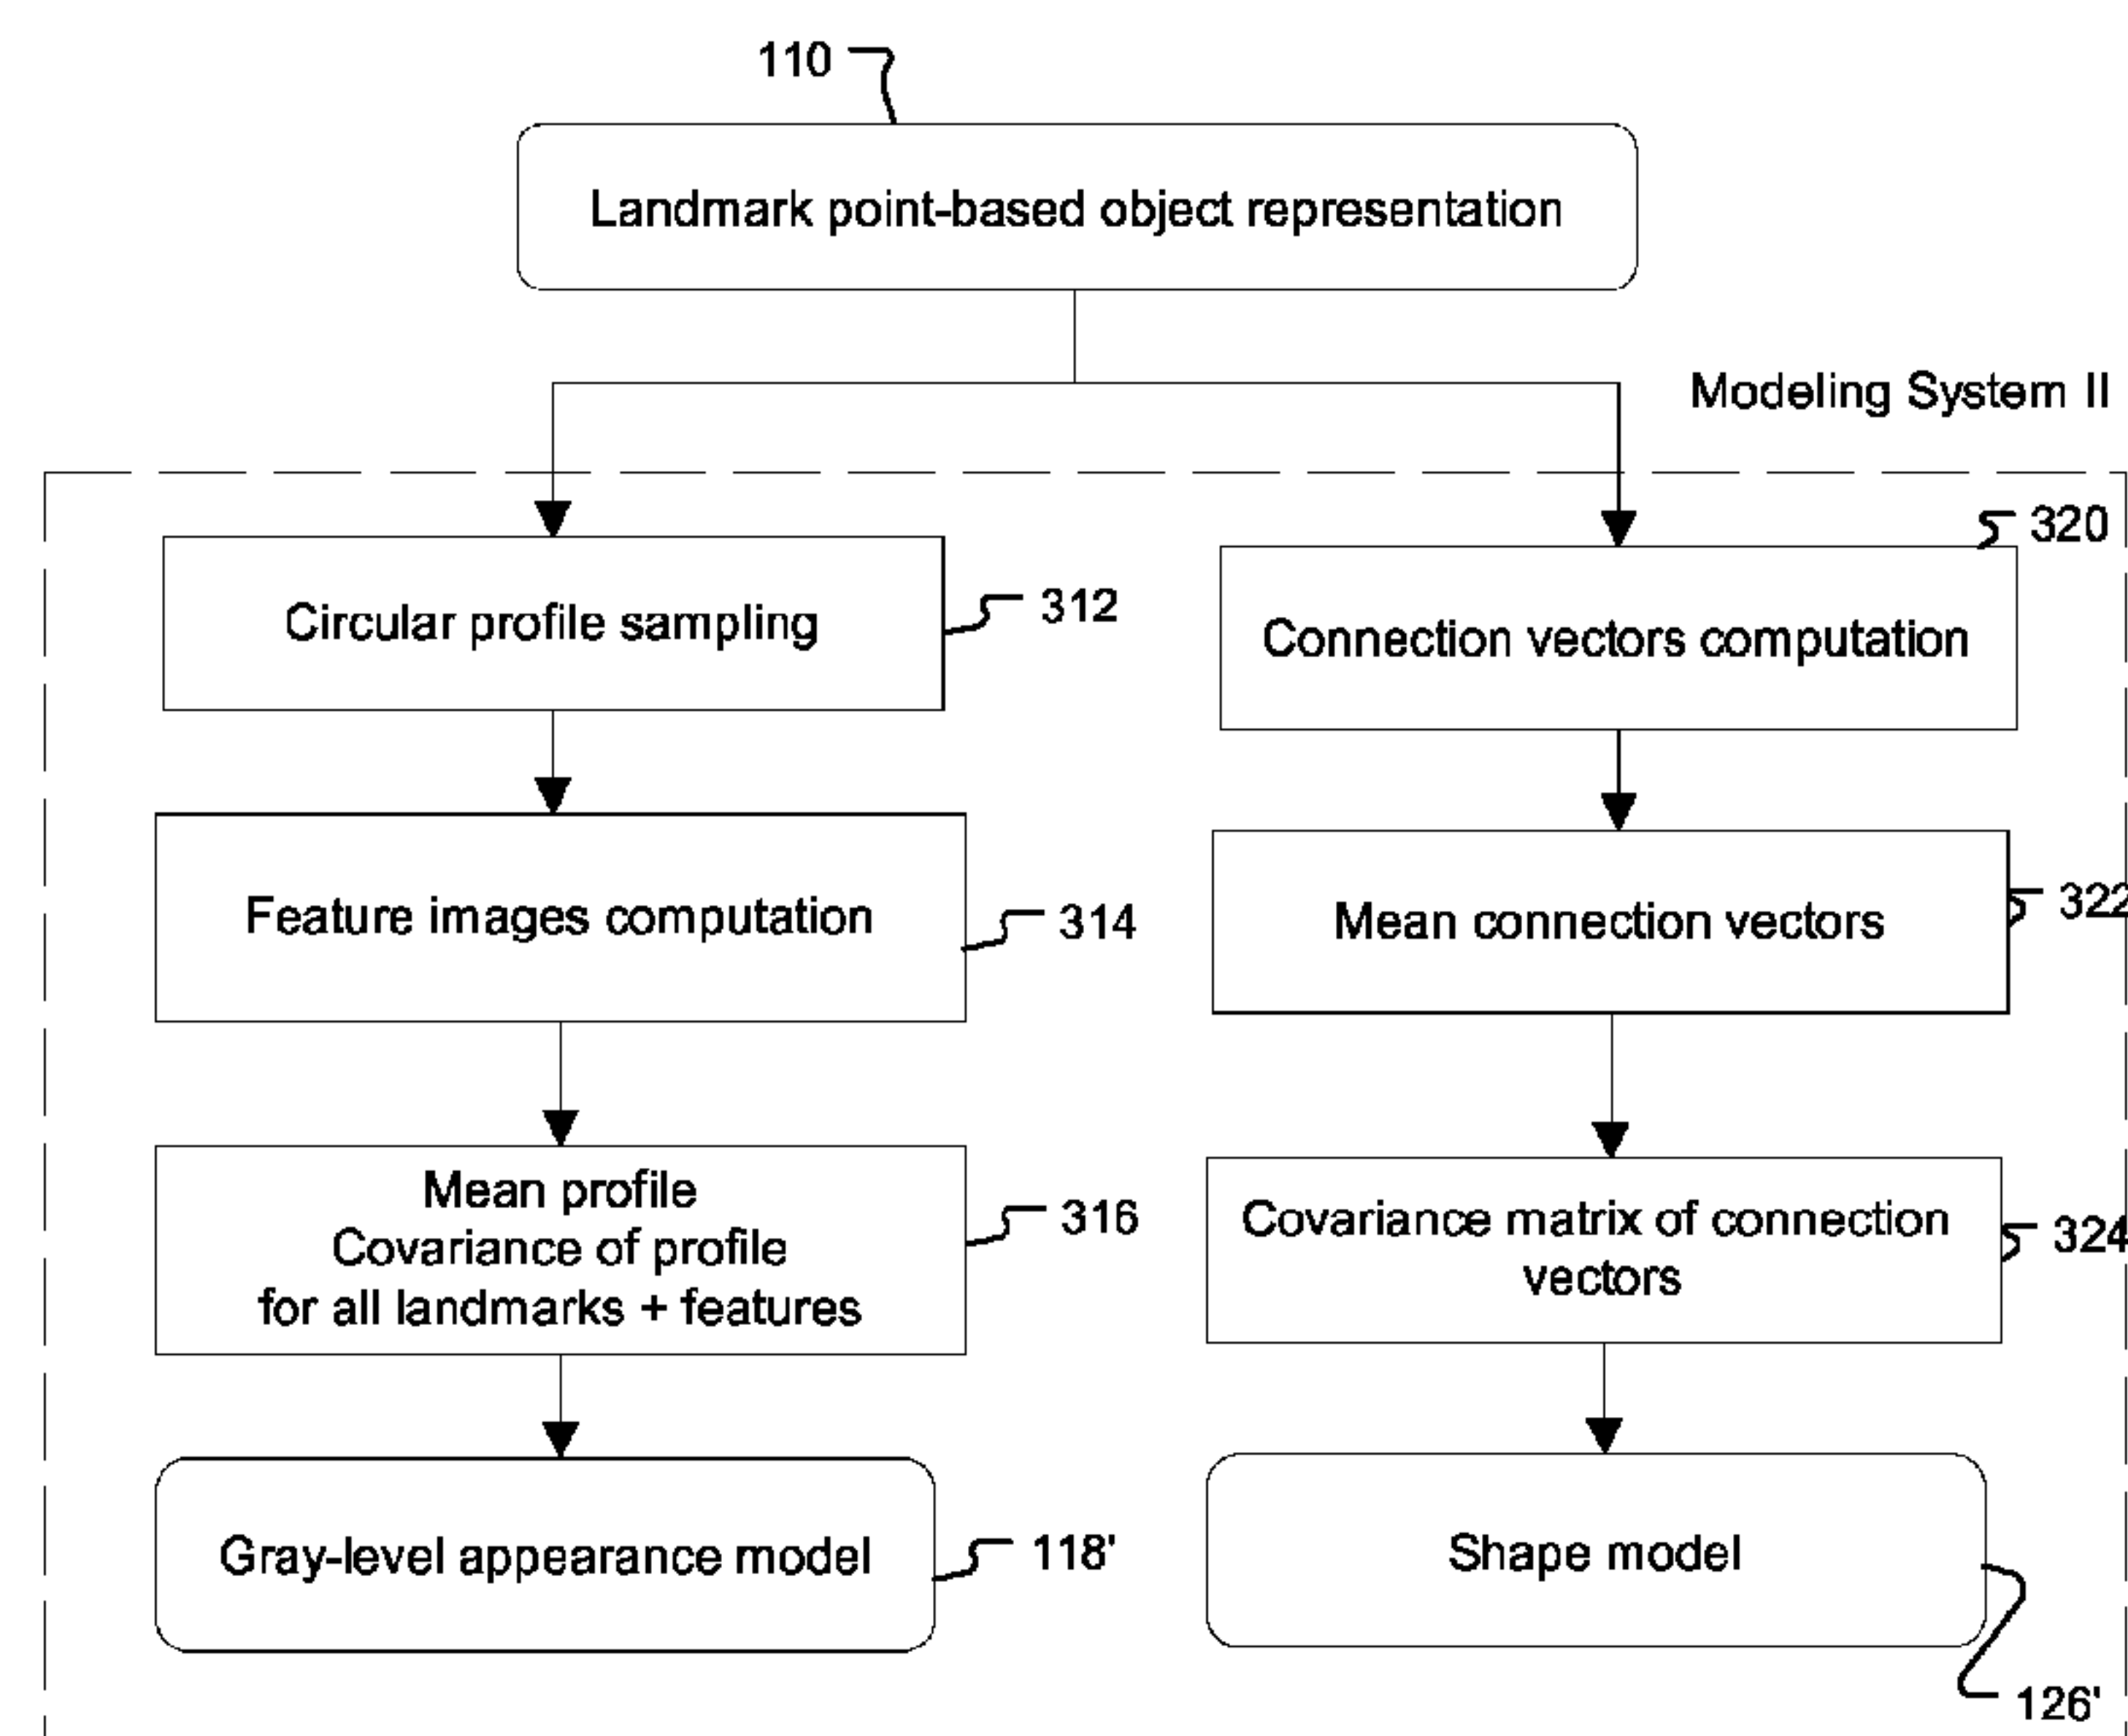 110
Landmark point-based object representation
Modeling System II
320
Circular profile sampling
312
Connection vectors computation
Feature images computation
314
Mean connection vectors
322
Mean profile
Covariance of profile
for all landmarks + features
316
Covariance matrix of connection
vectors
324
Gray-level appearance model
118'
Shape model
126'